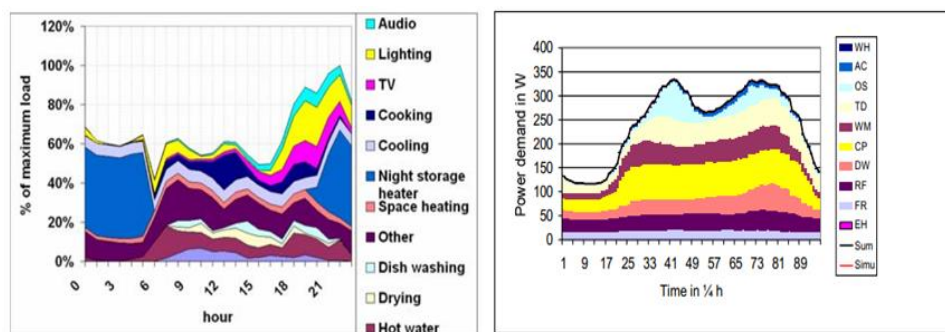 100%
80%
60%
40%
20%
0%
% of maximum load
0
3
6
9
12
15
18
21
hour
Audio
Lighting
TV
Cooking
Cooling
Night storage
heater
Space heating
Other
Dish washing
Drying
Hot water
400
350
300
250
200
150
100
50
0
Power demand in W
1 9 17 25 33 41 49 57 65 73 81 89
Time in ¼ h
WH
AC
OS
TD
WM
CP
DW
RF
FR
EH
Sum
Simu